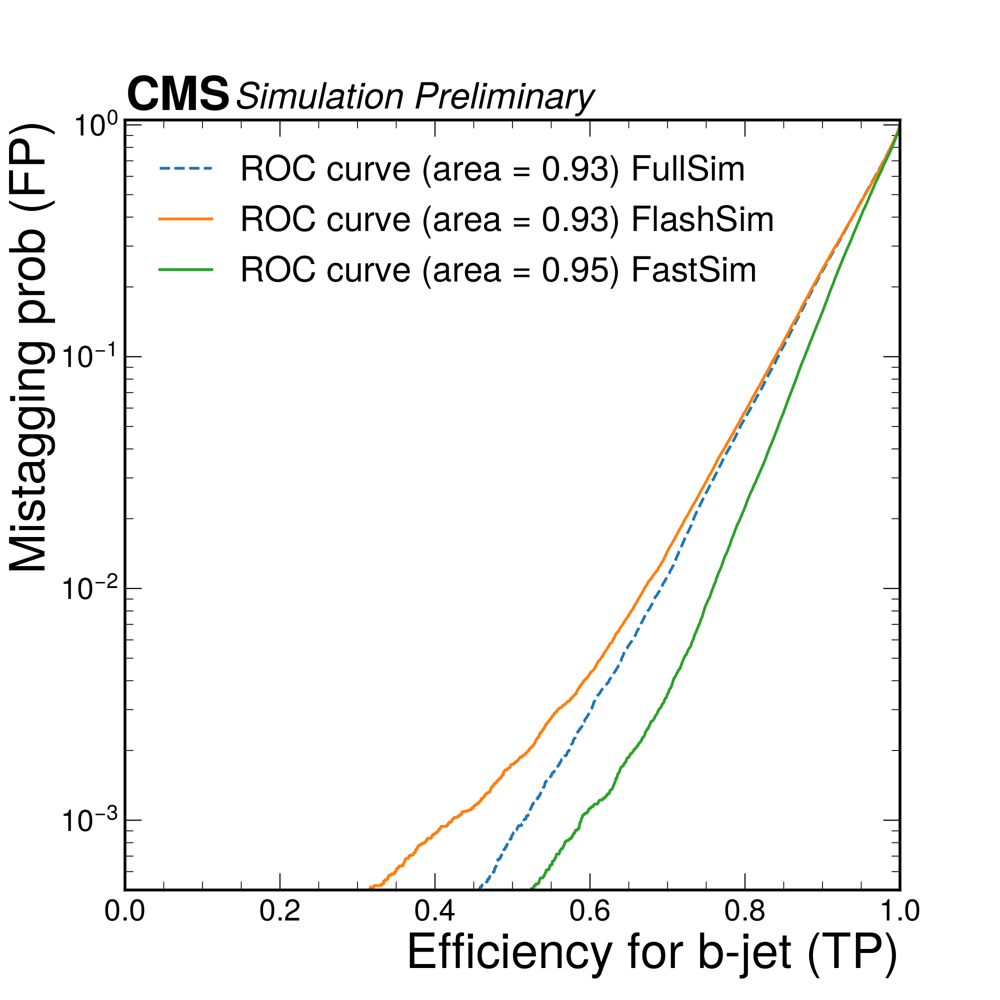 CMS Simulation Preliminary
Mistagging prob (FP)
10⁰
10⁻¹
10⁻²
10⁻³
ROC curve (area = 0.93) FullSim
ROC curve (area = 0.93) FlashSim
ROC curve (area = 0.95) FastSim
0.0 0.2 0.4 0.6 0.8 1.0
Efficiency for b-jet (TP)